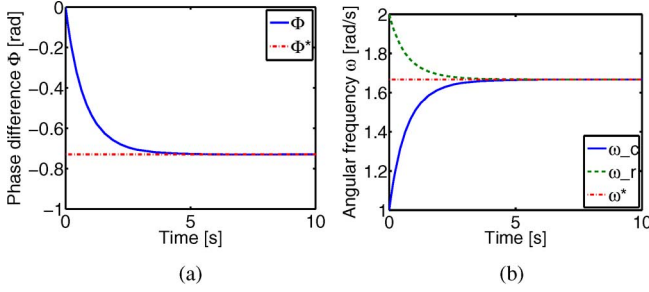 Phase difference Φ [rad]
0
−0.2
−0.4
−0.6
−0.8
−1
0
5
10
Time [s]
Φ
Φ*
(a)
Angular frequency ω [rad/s]
2
1.8
1.6
1.4
1.2
1
0
5
10
Time [s]
ω_c
ω_r
ω*
(b)